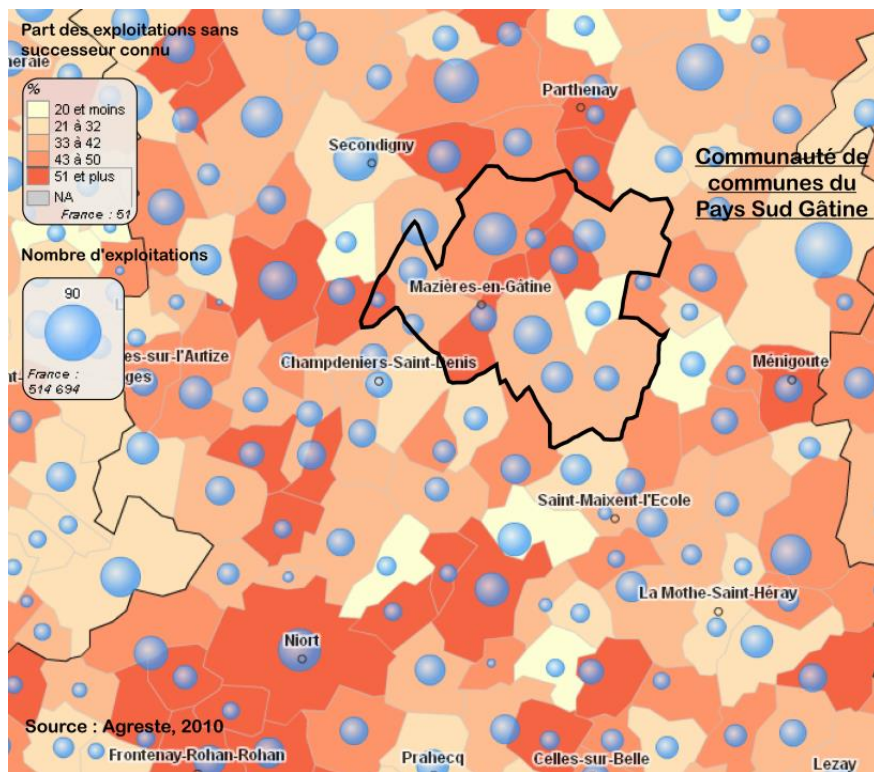 Part des exploitations sans
successeur connu
%
20 et moins
21 à 32
33 à 42
43 à 50
51 et plus
NA
France : 51
Nombre d'exploitations
90
France :
514 694
Parthenay
Secondigny
Communauté de
communes du
Pays Sud Gâtine
Mazières-en-Gâtine
Champdeniers-Saint-Denis
Ménigoute
Saint-Maixent-l'Ecole
La Mothe-Saint-Héray
Niort
Source : Agreste, 2010
Frontenay-Rohan-Rohan
Prahecq
Celles-sur-Belle
Lezay